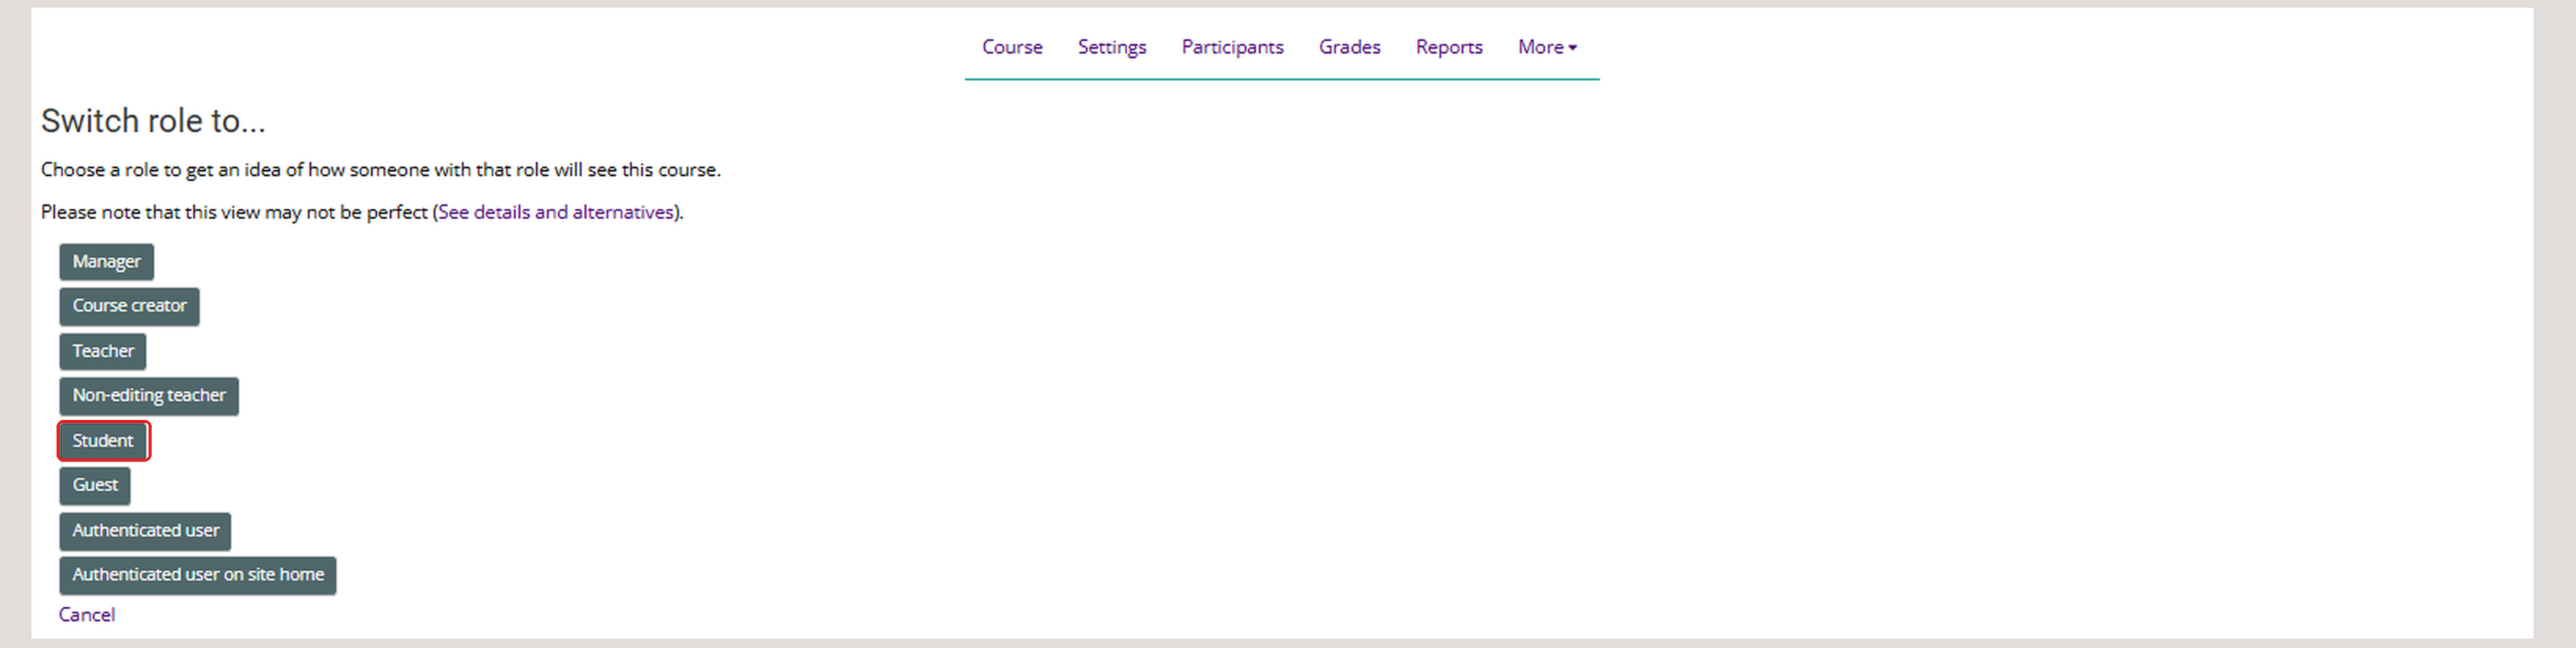 Course Settings Participants Grades Reports More
Switch role to...
Choose a role to get an idea of how someone with that role will see this course.
Please note that this view may not be perfect (See details and alternatives).
Manager
Course creator
Teacher
Non-editing teacher
Student
Guest
Authenticated user
Authenticated user on site home
Cancel